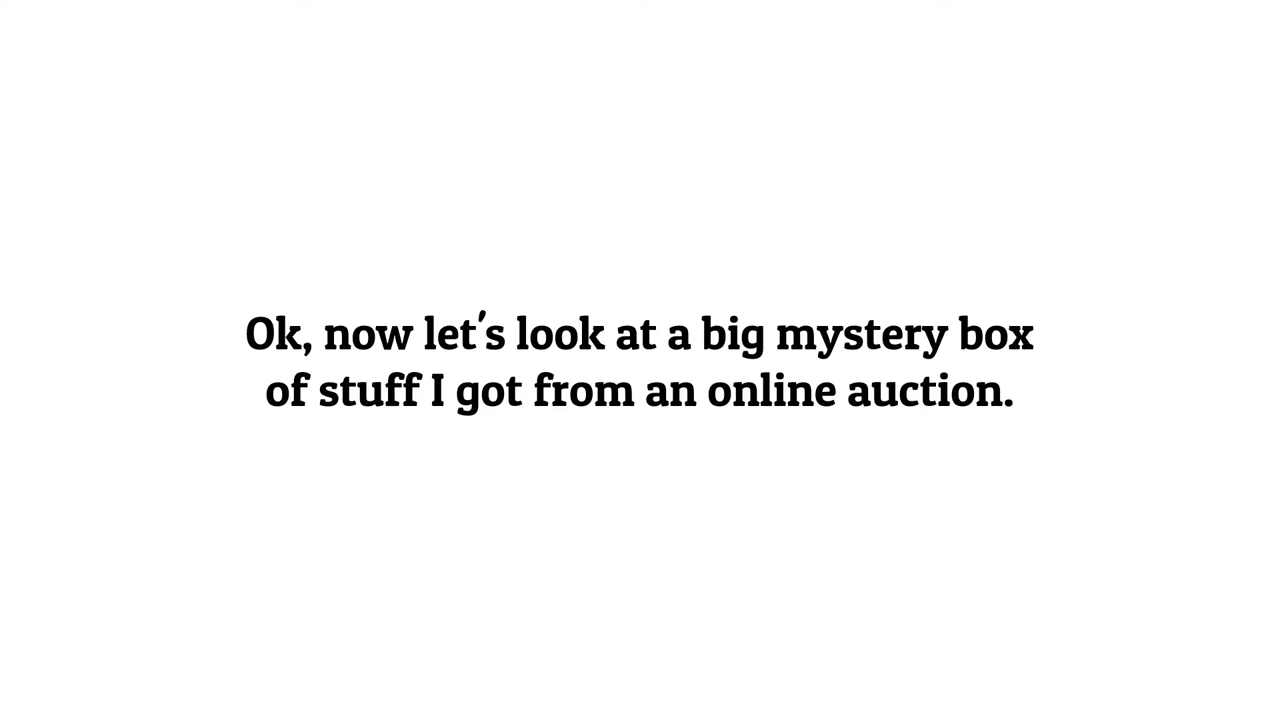 Ok, now let's look at a big mystery box
of stuff I got from an online auction.